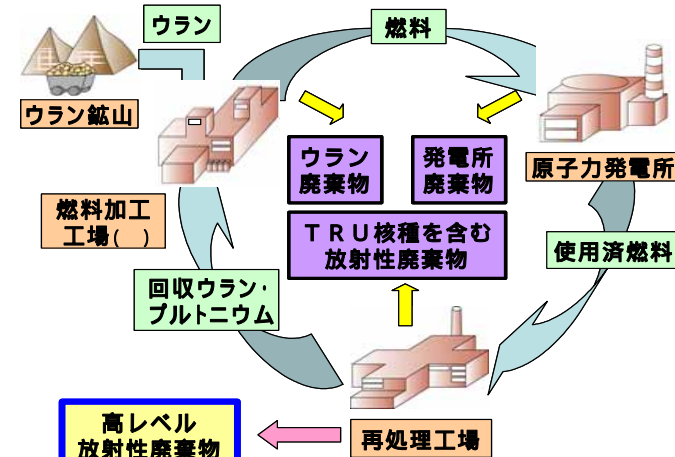 ウラン
燃料
ウラン鉱山
ウラン
廃棄物
発電所
廃棄物
原子力発電所
燃料加工
工場(　)
TRU核種を含む
放射性廃棄物
使用済燃料
回収ウラン・
プルトニウム
高レベル
放射性廃棄物
再処理工場